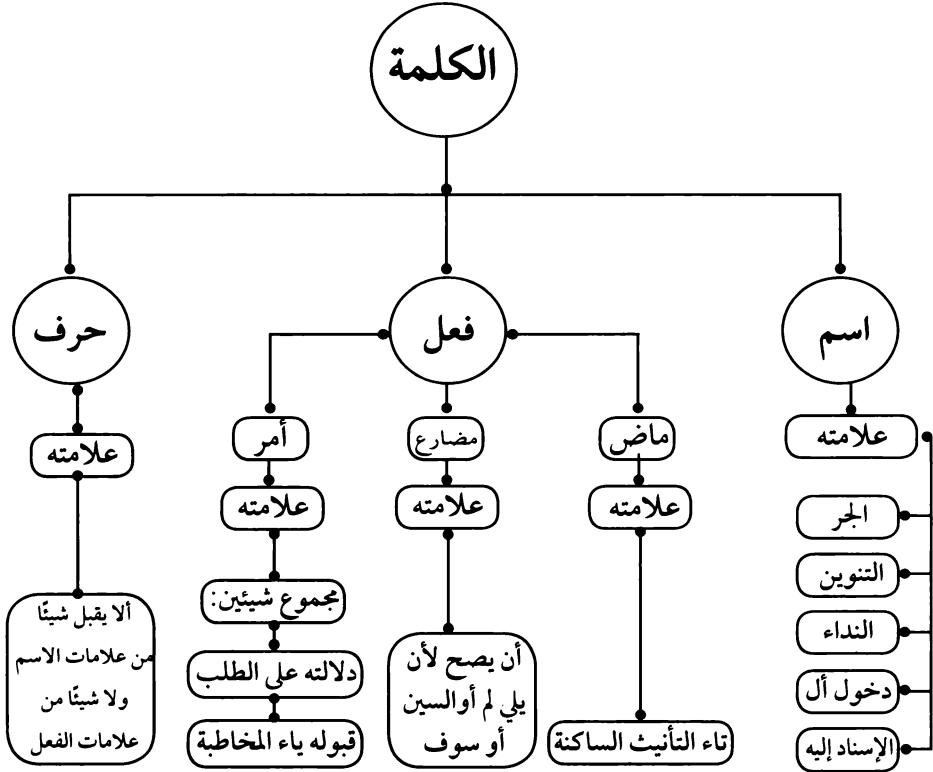 الكلمة
اسم
علامته
الجر
التنوين
النداء
دخول أل
الإسناد إليه
فعل
ماض
علامته
تاء التأنيث الساكنة
مضارع
علامته
أن يصح لأن
يلي لم أوالسين
أو سوف
أمر
علامته
مجموع شيئين:
دلالته على الطلب
قبوله ياء المخاطبة
حرف
علامته
ألا يقبل شيئًا
من علامات الاسم
ولا شيئًا من
علامات الفعل